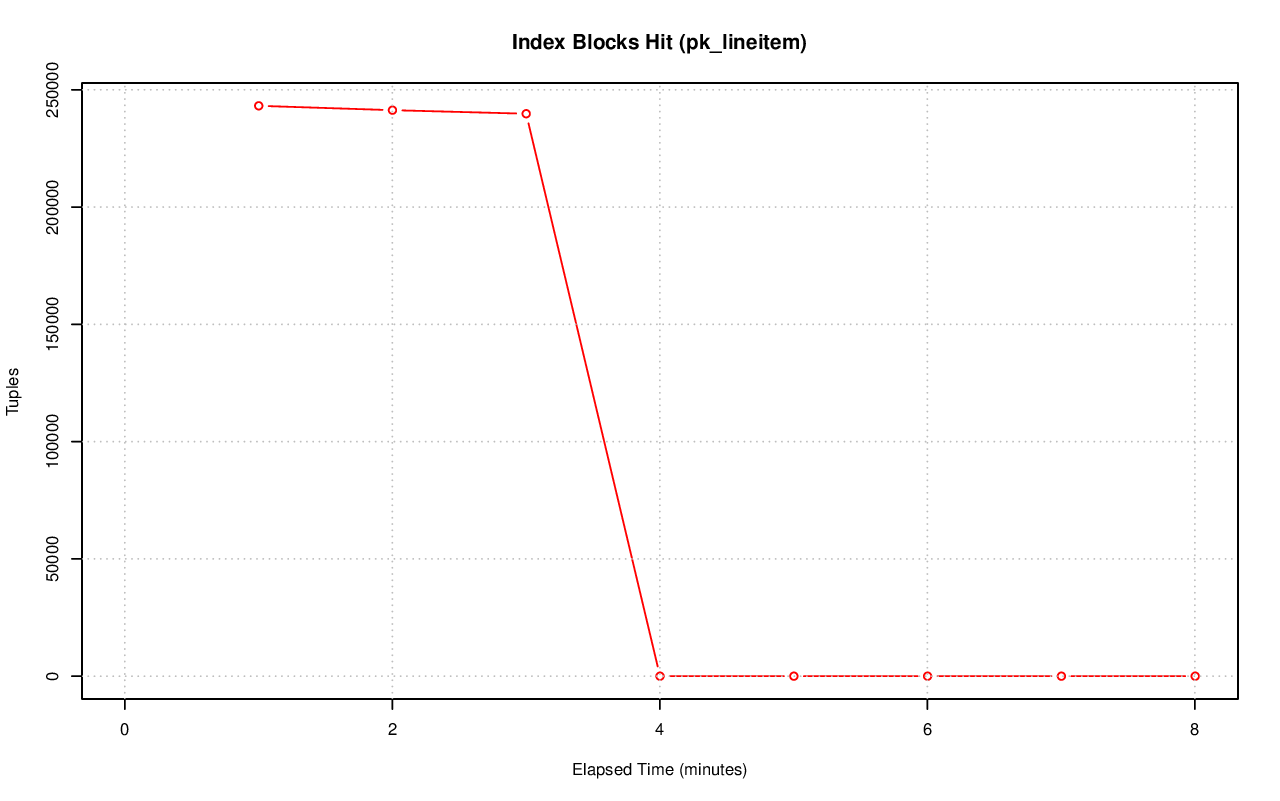 Index Blocks Hit (pk_lineitem)
Tuples
250000
200000
150000
100000
50000
0
0 2 4 6 8
Elapsed Time (minutes)